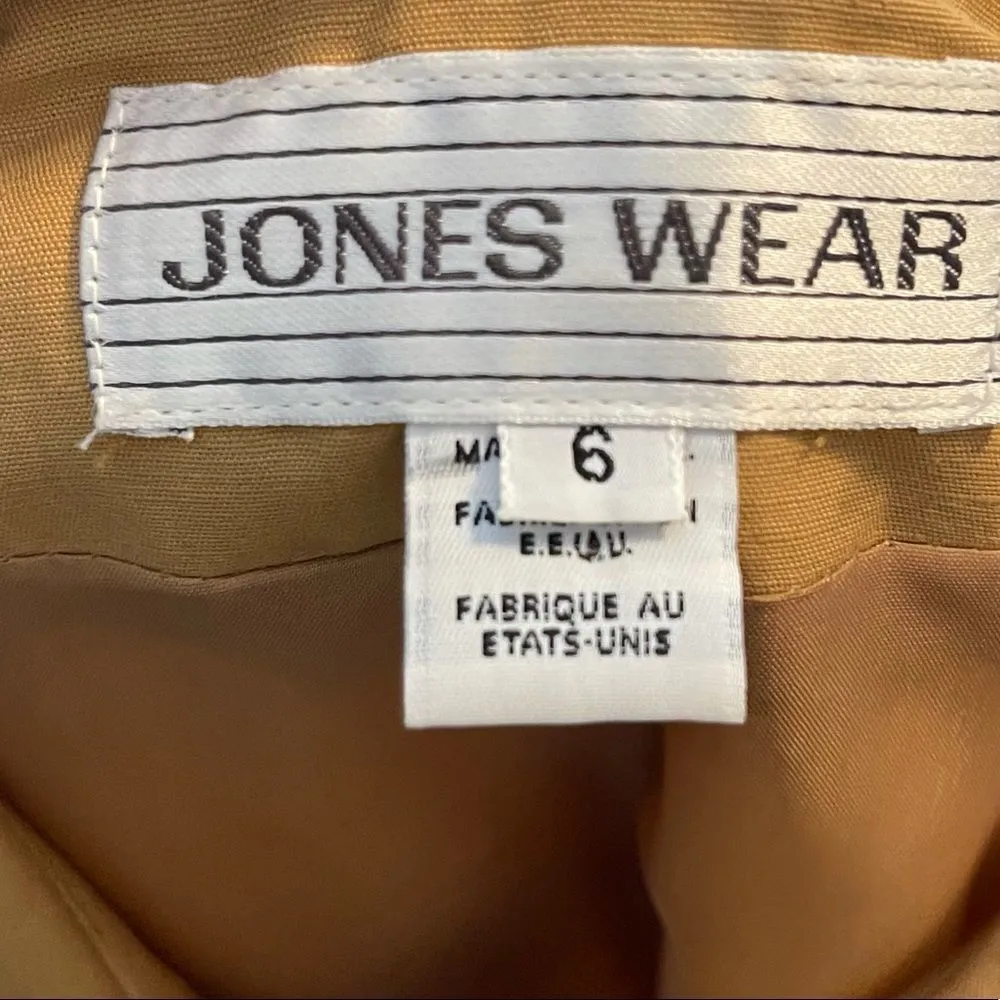 JONES WEAR
6
E.E.U.U.
FABRIQUE AU
ETATS-UNIS